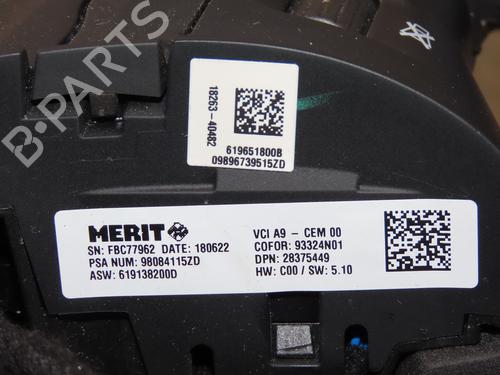 18263-40482
619651800B
09896739515ZD
MERIT
SN: FBC77962 DATE: 180622
PSA NUM: 98084115ZD
ASW: 619138200D
VCI A9 - CEM 00
COFOR: 93324N01
DPN: 28375449
HW: C00 / SW: 5.10
B-PARTS